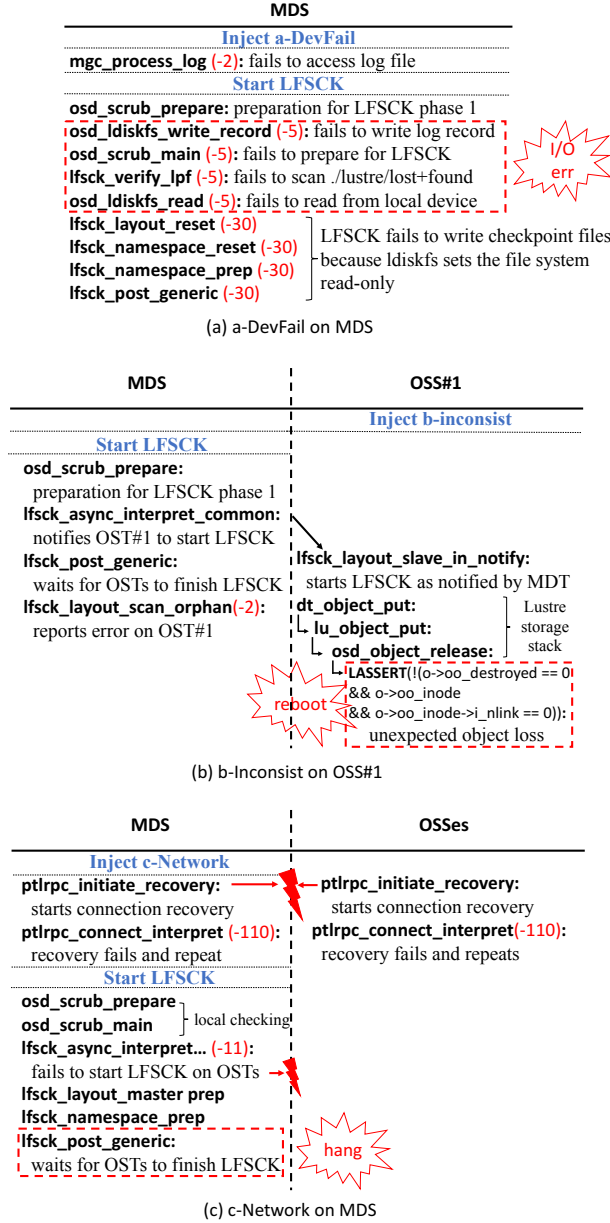 MDS
Inject a-DevFail
mgc_process_log (-2): fails to access log file
Start LFSCK
osd_scrub_prepare: preparation for LFSCK phase 1
osd_ldiskfs_write_record (-5): fails to write log record
osd_scrub_main (-5): fails to prepare for LFSCK
lfsck_verify_lpf (-5): fails to scan ./lustre/lost+found
osd_ldiskfs_read (-5): fails to read from local device
I/O
err
lfsck_layout_reset (-30)
lfsck_namespace_reset (-30)
lfsck_namespace_prep (-30)
lfsck_post_generic (-30)
LFSCK fails to write checkpoint files
because ldiskfs sets the file system
read-only
(a) a-DevFail on MDS
MDS
OSS#1
Inject b-inconsist
Start LFSCK
osd_scrub_prepare:
preparation for LFSCK phase 1
lfsck_async_interpret_common:
notifies OST#1 to start LFSCK
lfsck_post_generic:
waits for OSTs to finish LFSCK
lfsck_layout_scan_orphan(-2):
reports error on OST#1
lfsck_layout_slave_in_notify:
starts LFSCK as notified by MDT
dt_object_put:
lu_object_put:
osd_object_release:
Lustre
storage
stack
LASSERT(!(o->oo_destroyed == 0
&& o->oo_inode
&& o->oo_inode->i_nlink == 0)):
unexpected object loss
reboot
(b) b-Inconsist on OSS#1
MDS
OSSes
Inject c-Network
ptlrpc_initiate_recovery:
starts connection recovery
ptlrpc_connect_interpret (-110):
recovery fails and repeat
ptlrpc_initiate_recovery:
starts connection recovery
ptlrpc_connect_interpret(-110):
recovery fails and repeats
Start LFSCK
osd_scrub_prepare
osd_scrub_main
local checking
lfsck_async_interpret... (-11):
fails to start LFSCK on OSTs
lfsck_layout_master prep
lfsck_namespace_prep
lfsck_post_generic:
waits for OSTs to finish LFSCK
hang
(c) c-Network on MDS